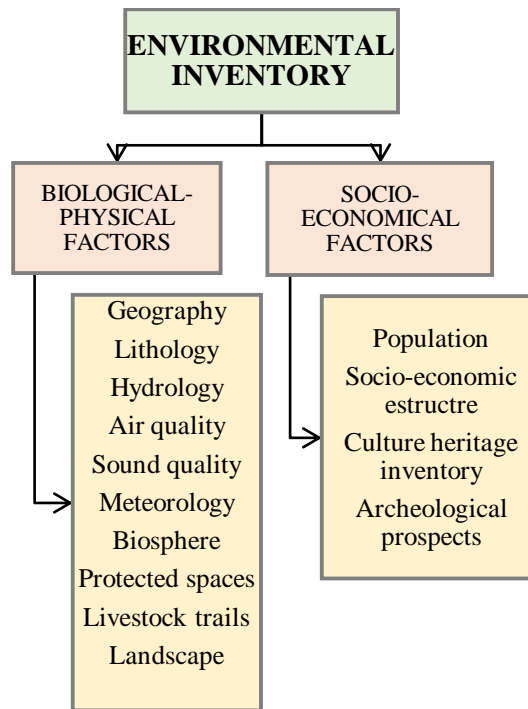 ENVIRONMENTAL
INVENTORY
BIOLOGICAL-
PHYSICAL
FACTORS
SOCIO-
ECONOMICAL
FACTORS
Geography
Lithology
Hydrology
Air quality
Sound quality
Meteorology
Biosphere
Protected spaces
Livestock trails
Landscape
Population
Socio-economic
estructre
Culture heritage
inventory
Archeological
prospects